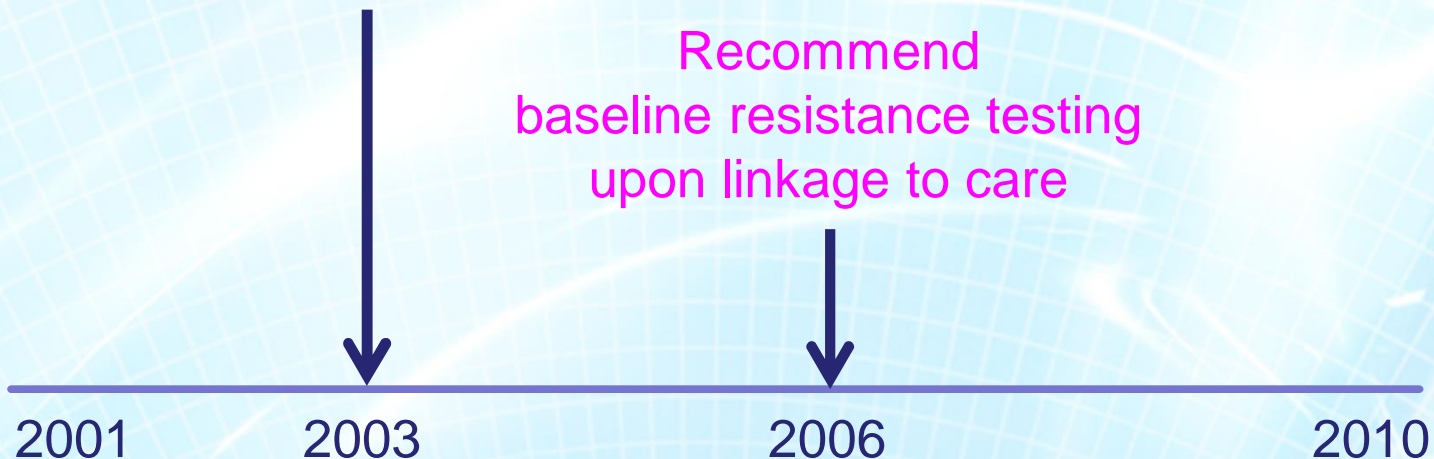 Recommend
baseline resistance testing
upon linkage to care
2001 2003 2006 2010